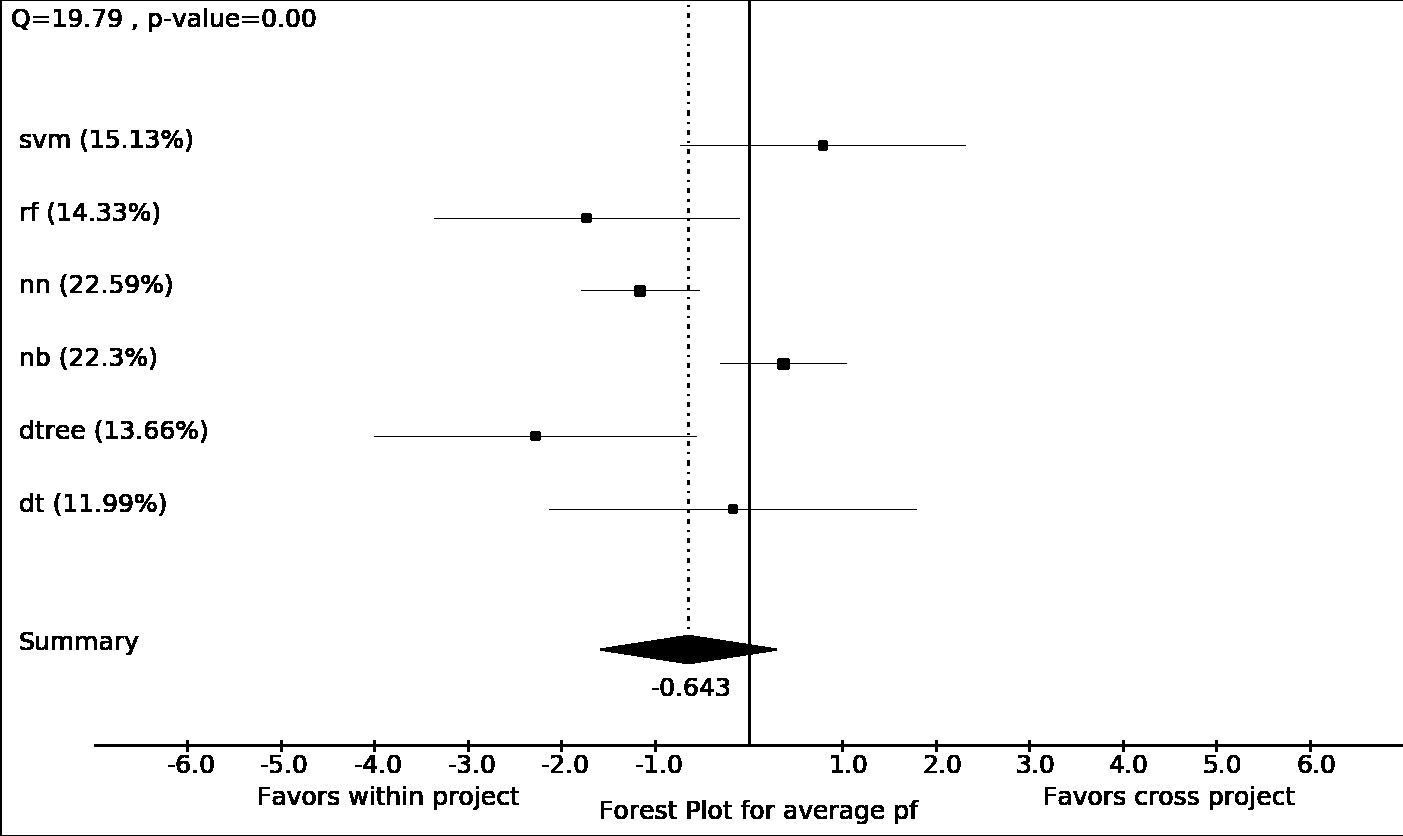 Q=19.79 , p-value=0.00
svm (15.13%)
rf (14.33%)
nn (22.59%)
nb (22.3%)
dtree (13.66%)
dt (11.99%)
Summary
-0.643
-6.0 -5.0 -4.0 -3.0 -2.0 -1.0 1.0 2.0 3.0 4.0 5.0 6.0
Favors within project Forest Plot for average pf Favors cross project